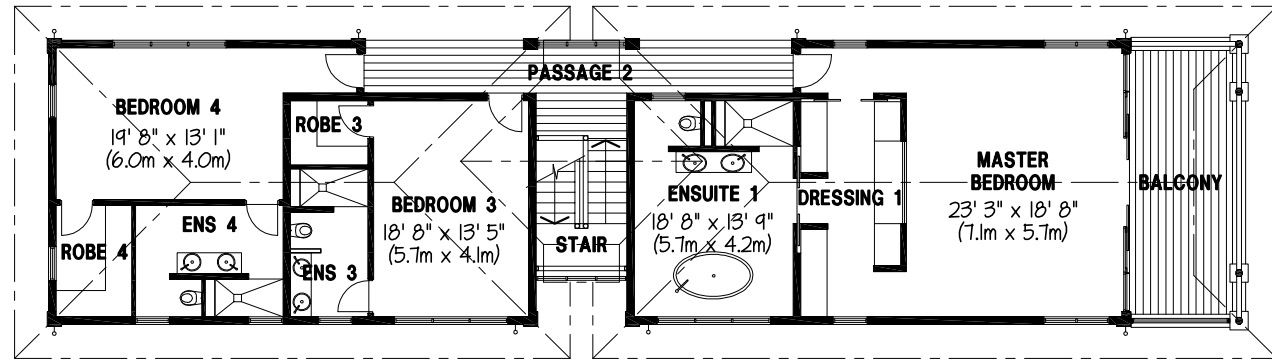 PASSAGE 2
BEDROOM 4
19' 8" x 13' 1"
(6.0m x 4.0m)
ROBE 3
BEDROOM 3
18' 8" x 13' 5"
(5.7m x 4.1m)
ENS 4
ROBE 4
ENS 3
STAIR
ENSUITE 1
18' 8" x 13' 9"
(5.7m x 4.2m)
DRESSING 1
MASTER
BEDROOM
23' 3" x 18' 8"
(7.1m x 5.7m)
BALCONY